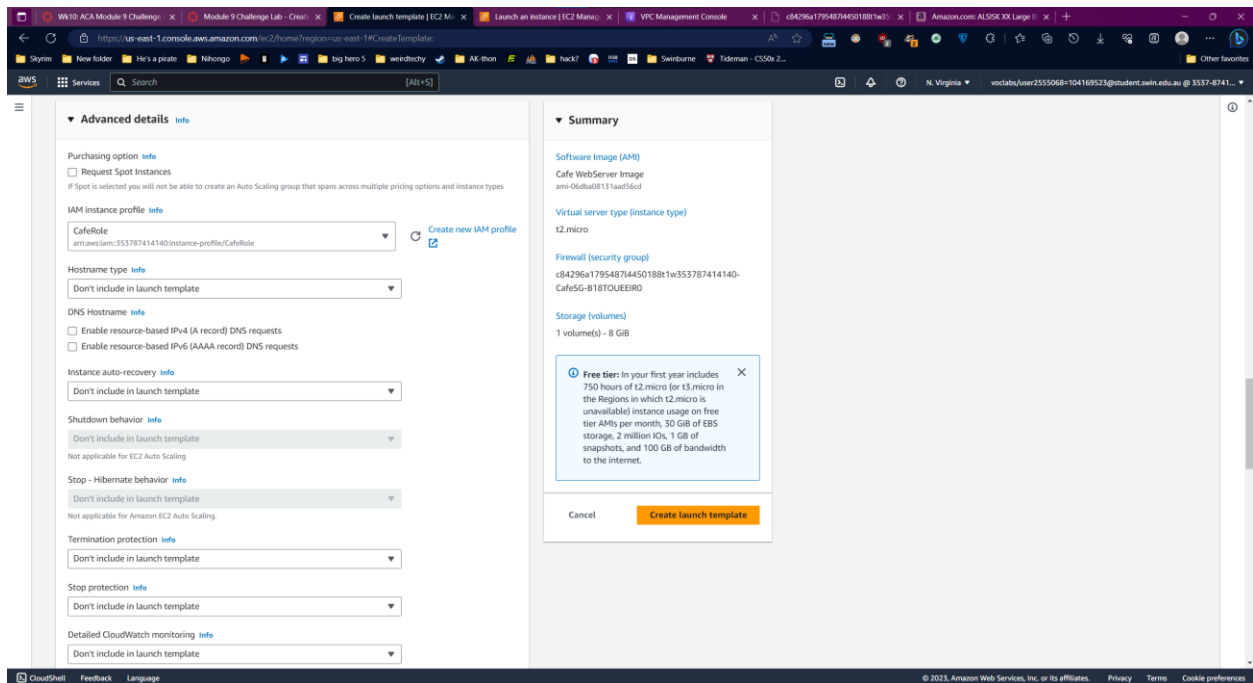 Wk10: ACA Module 9 Challenge
Module 9 Challenge Lab - Creati
Create launch template | EC2 Ma
Launch an instance | EC2 Manag
VPC Management Console
Amazon.com: ALSISK XX Large B
https://us-east-1.console.aws.amazon.com/ec2/home?region=us-east-1#CreateTemplate:
Skyrim
New folder
He's a pirate
Nihongo
big hero 5
weirdtechy
AK-thon
hack?
Swinburne
Tideman - CS50x 2...
Other favorites
aws
Services
Search
[Alt+S]
N. Virginia
voclabs/user2555068=104169523@student.swin.edu.au @ 3537-8741...
Advanced details Info
Purchasing option Info
Request Spot Instances
If Spot is selected you will not be able to create an Auto Scaling group that spans across multiple pricing options and instance types
IAM instance profile Info
CafeRole
arn:aws:iam::353787414140:instance-profile/CafeRole
Create new IAM profile
Hostname type Info
Don't include in launch template
DNS Hostname Info
Enable resource-based IPv4 (A record) DNS requests
Enable resource-based IPv6 (AAAA record) DNS requests
Instance auto-recovery Info
Don't include in launch template
Shutdown behavior Info
Don't include in launch template
Not applicable for EC2 Auto Scaling
Stop - Hibernate behavior Info
Don't include in launch template
Not applicable for Amazon EC2 Auto Scaling.
Termination protection Info
Don't include in launch template
Stop protection Info
Don't include in launch template
Detailed CloudWatch monitoring Info
Don't include in launch template
Summary
Software Image (AMI)
Cafe WebServer Image
ami-06dba08131aad56cd
Virtual server type (instance type)
t2.micro
Firewall (security group)
c84296a1795487l4450188t1w353787414140-
CafeSG-B18TOUEEIR0
Storage (volumes)
1 volume(s) - 8 GiB
Free tier: In your first year includes
750 hours of t2.micro (or t3.micro in
the Regions in which t2.micro is
unavailable) instance usage on free
tier AMIs per month, 30 GiB of EBS
storage, 2 million IOs, 1 GB of
snapshots, and 100 GB of bandwidth
to the internet.
Cancel
Create launch template
CloudShell
Feedback
Language
© 2023, Amazon Web Services, Inc. or its affiliates.
Privacy
Terms
Cookie preferences